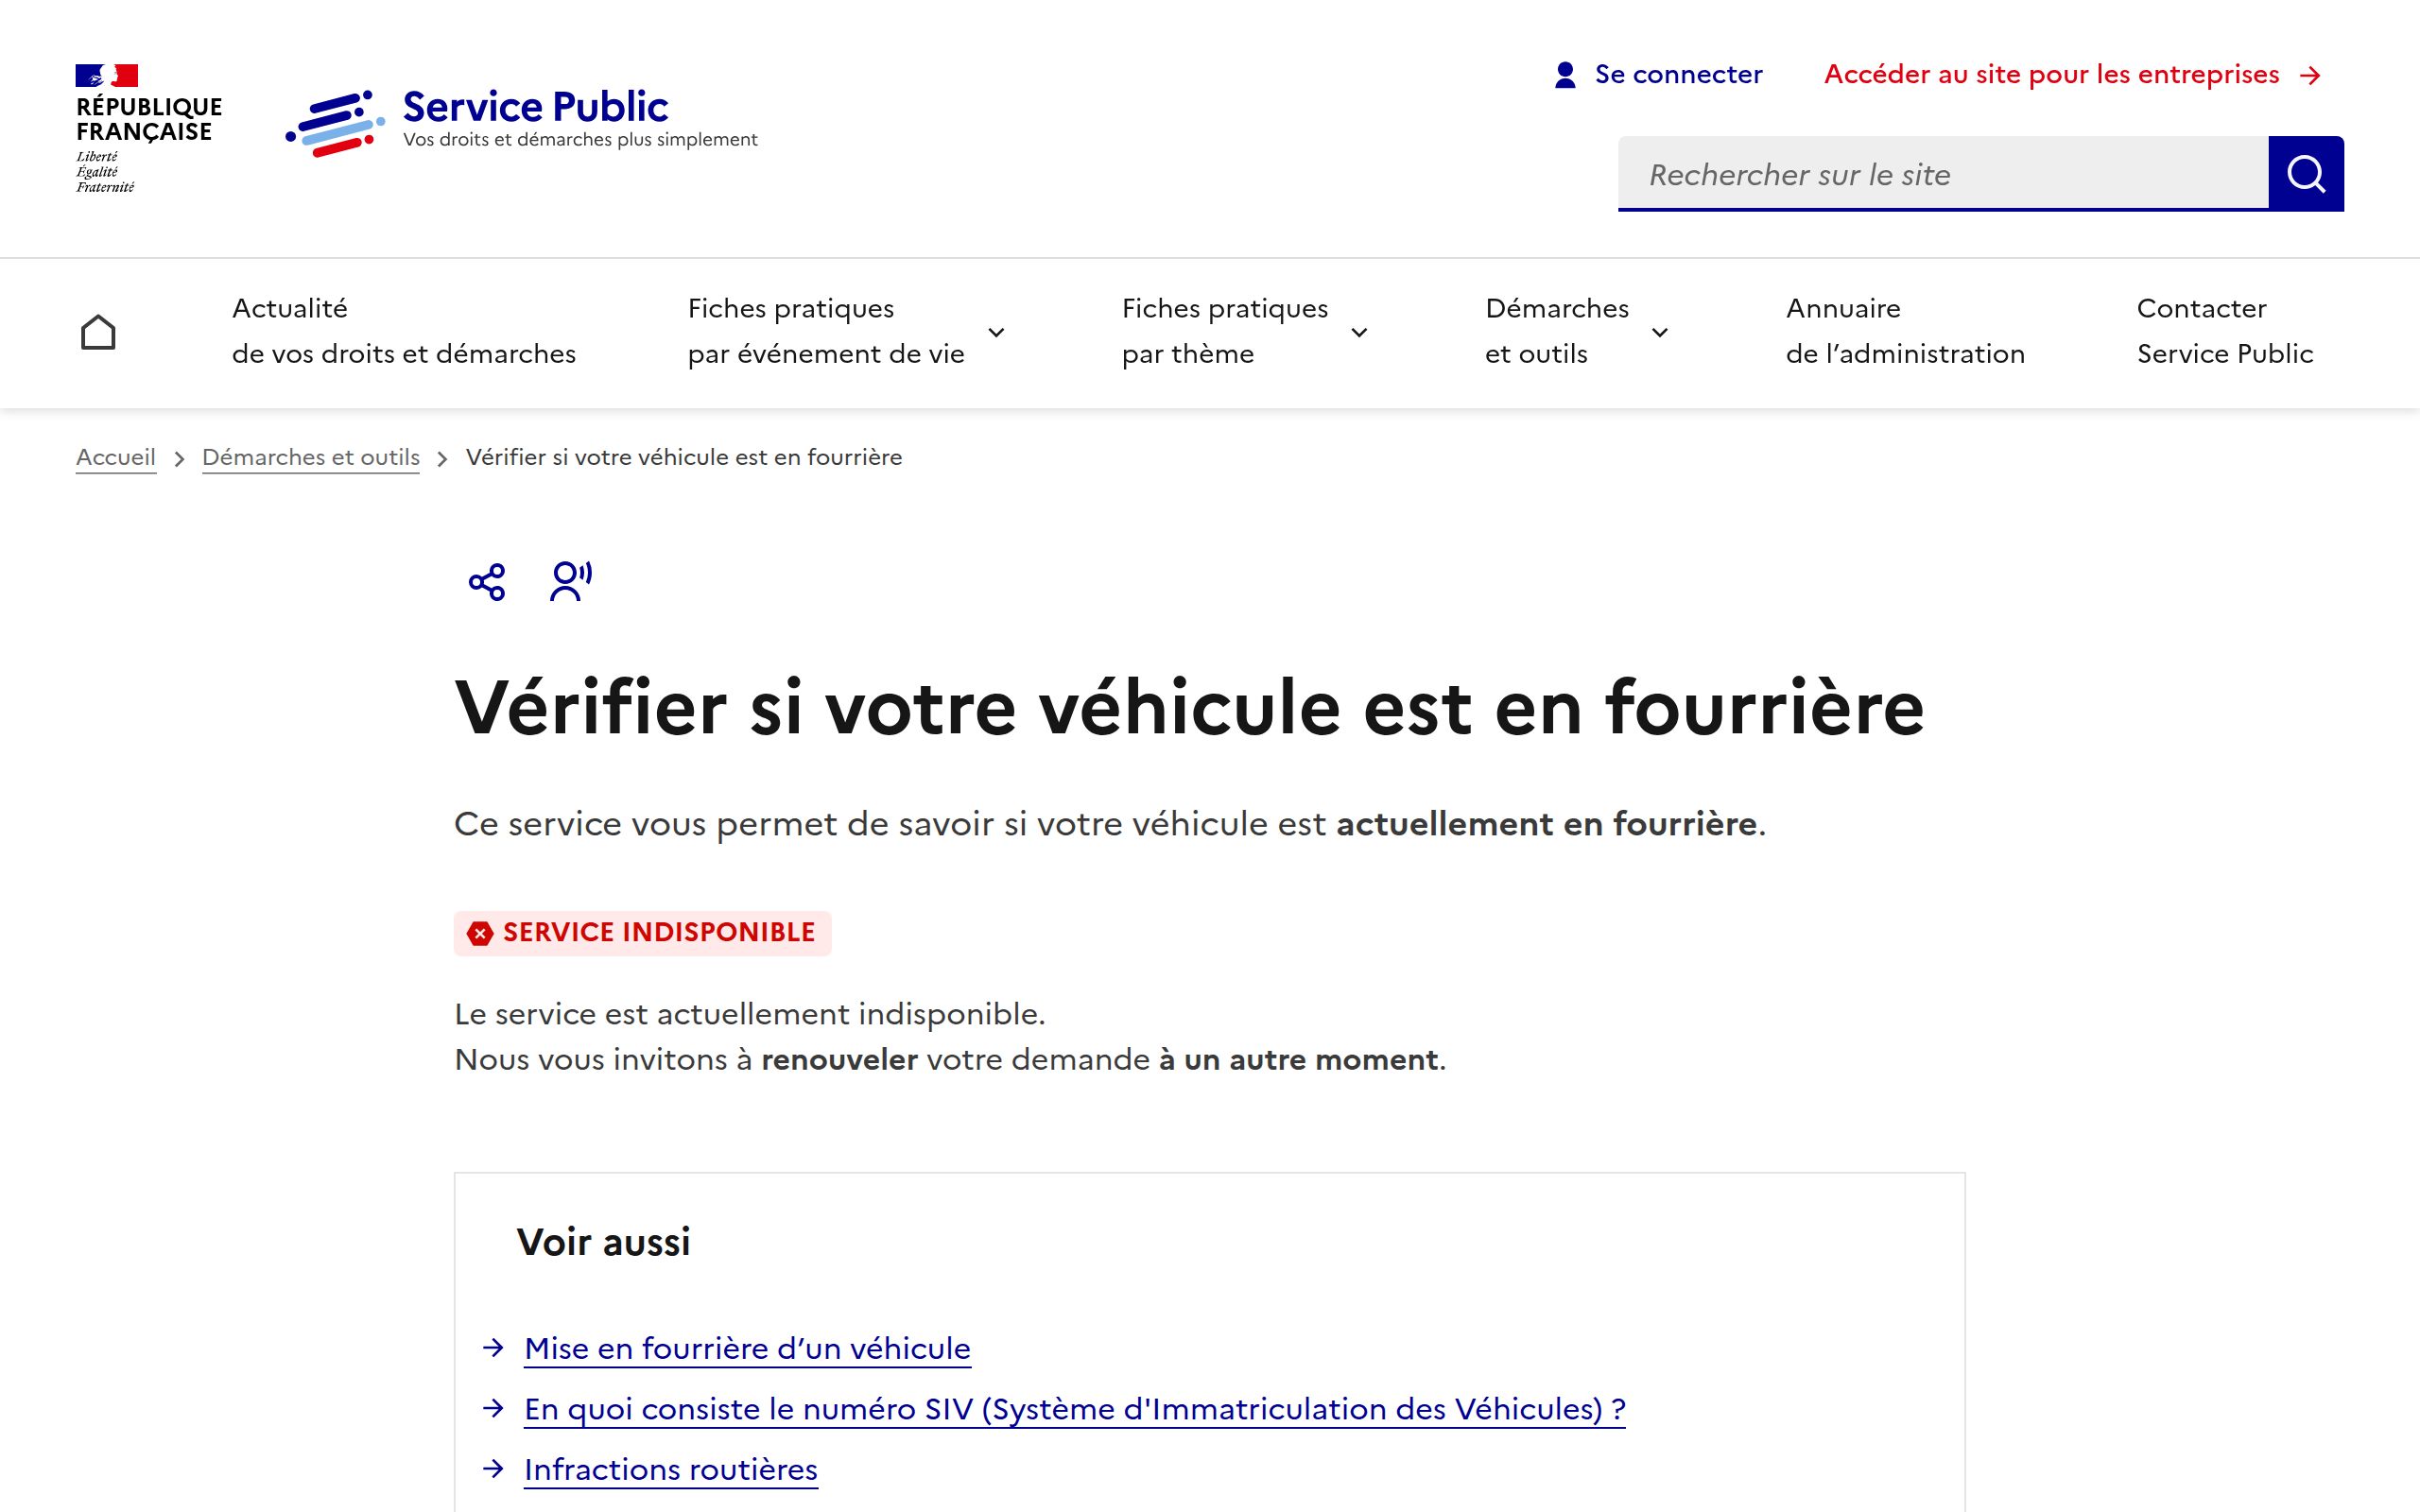 RÉPUBLIQUE
FRANÇAISE
Liberté
Égalité
Fraternité
Service Public
Vos droits et démarches plus simplement
Se connecter
Accéder au site pour les entreprises
Rechercher sur le site
Actualité
de vos droits et démarches
Fiches pratiques
par événement de vie
Fiches pratiques
par thème
Démarches
et outils
Annuaire
de l’administration
Contacter
Service Public
Accueil
Démarches et outils
Vérifier si votre véhicule est en fourrière
Vérifier si votre véhicule est en fourrière
Ce service vous permet de savoir si votre véhicule est actuellement en fourrière.
SERVICE INDISPONIBLE
Le service est actuellement indisponible.
Nous vous invitons à renouveler votre demande à un autre moment.
Voir aussi
Mise en fourrière d’un véhicule
En quoi consiste le numéro SIV (Système d'Immatriculation des Véhicules) ?
Infractions routières